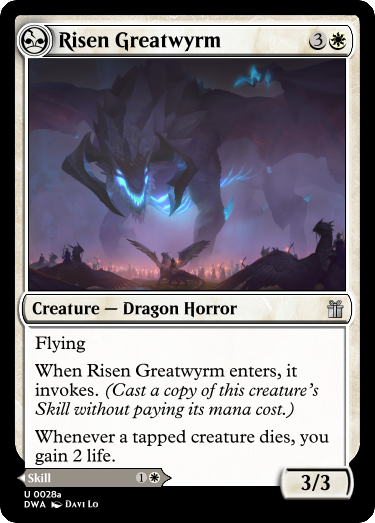 Risen Greatwyrm 3
Creature — Dragon Horror
Flying
When Risen Greatwyrm enters, it
invokes. (Cast a copy of this creature's
Skill without paying its mana cost.)
Whenever a tapped creature dies, you
gain 2 life.
Skill 1
3/3
U 0028a
DWA Davi Lo